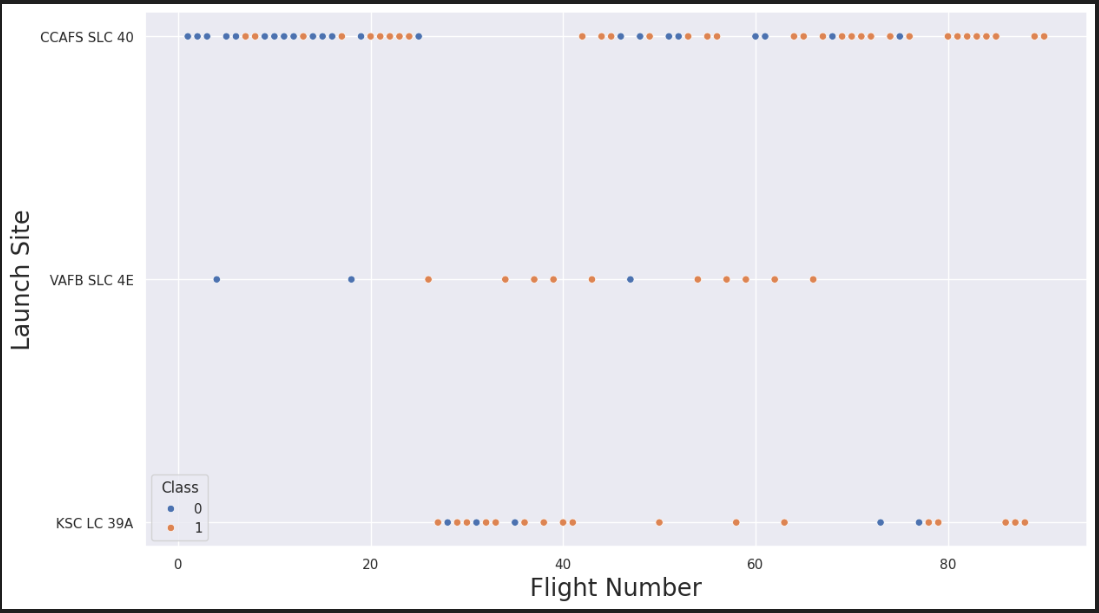 CCAFS SLC 40
VAFB SLC 4E
KSC LC 39A
Launch Site
Class
0
1
0 20 40 60 80
Flight Number